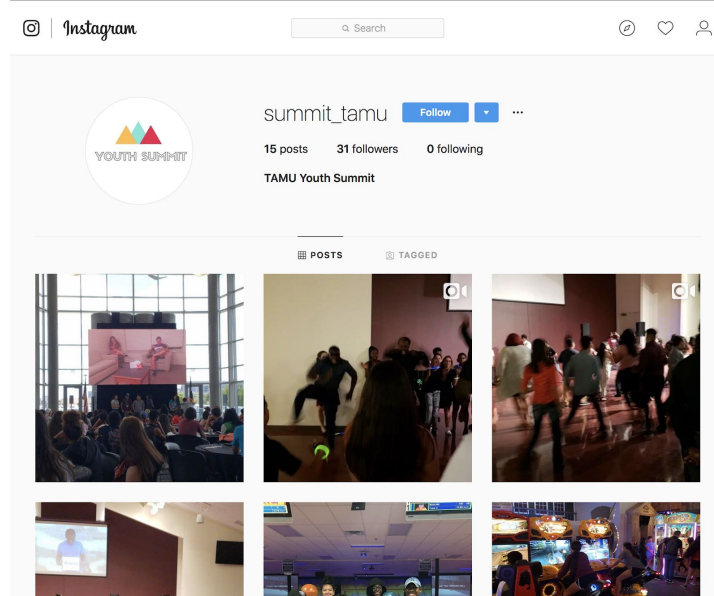 Instagram
Search
summit_tamu Follow
15 posts 31 followers 0 following
TAMU Youth Summit
YOUTH SUMMIT
POSTS TAGGED